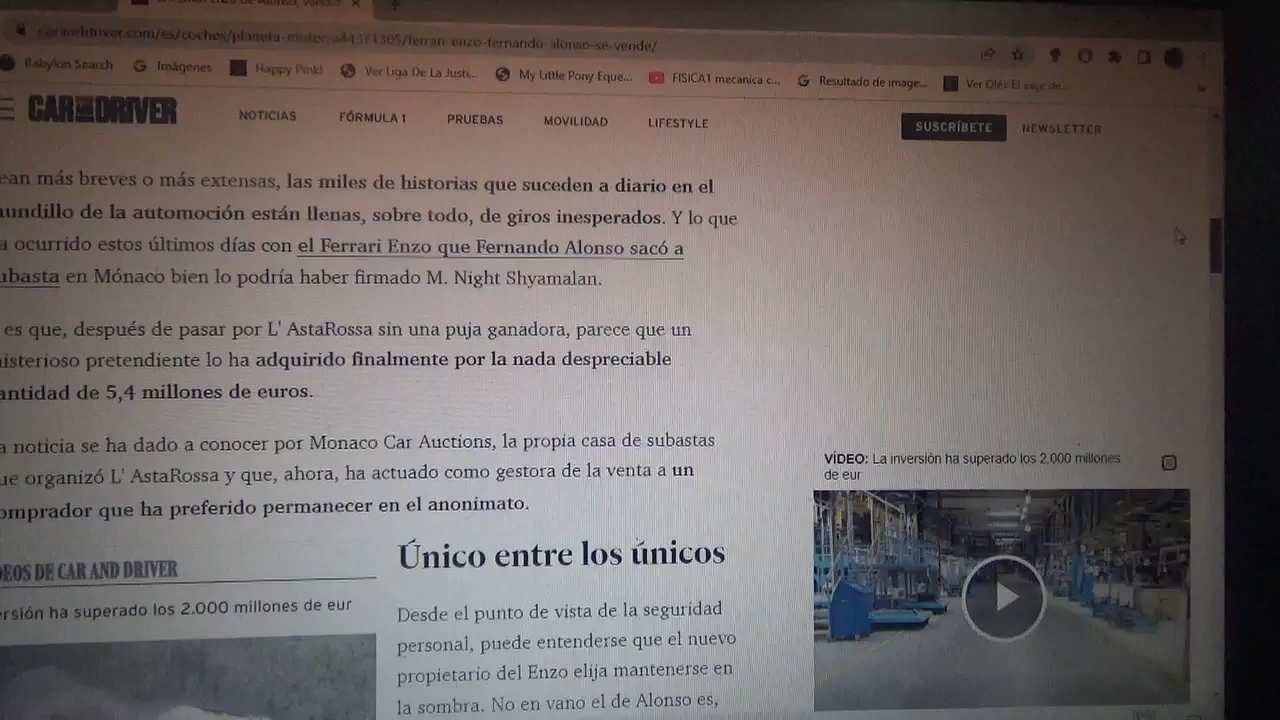 caranddriver.com/es/coches/planeta-motor/a44371305/ferrari-enzo-fernando-alonso-se-vende/
Babylon Search
Imágenes
Happy Pink!
Ver Liga De La Justi...
My Little Pony Eque...
FISICA1 mecanica c...
Resultado de image...
Ver Olé! El viaje de...
CAR AND DRIVER
NOTICIAS
FÓRMULA 1
PRUEBAS
MOVILIDAD
LIFESTYLE
SUSCRÍBETE
NEWSLETTER
ean más breves o más extensas, las miles de historias que suceden a diario en el
undillo de la automoción están llenas, sobre todo, de giros inesperados. Y lo que
a ocurrido estos últimos días con el Ferrari Enzo que Fernando Alonso sacó a
ubasta en Mónaco bien lo podría haber firmado M. Night Shyamalan.
es que, después de pasar por L' AstaRossa sin una puja ganadora, parece que un
isterioso pretendiente lo ha adquirido finalmente por la nada despreciable
antidad de 5,4 millones de euros.
a noticia se ha dado a conocer por Monaco Car Auctions, la propia casa de subastas
ue organizó L' AstaRossa y que, ahora, ha actuado como gestora de la venta a un
omprador que ha preferido permanecer en el anonimato.
DEOS DE CAR AND DRIVER
ersión ha superado los 2.000 millones de eur
Único entre los únicos
Desde el punto de vista de la seguridad
personal, puede entenderse que el nuevo
propietario del Enzo elija mantenerse en
la sombra. No en vano el de Alonso es,
VÍDEO: La inversión ha superado los 2.000 millones
de eur